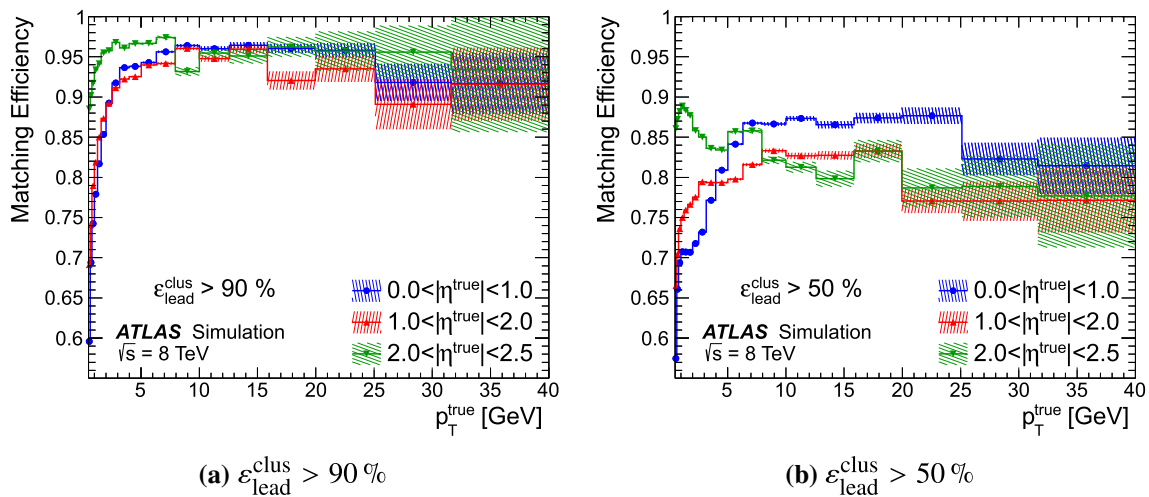 Matching Efficiency
1
0.95
0.9
0.85
0.8
0.75
0.7
0.65
0.6
ε_lead^clus > 90 %
ATLAS Simulation
√s = 8 TeV
0.0<|η^true|<1.0
1.0<|η^true|<2.0
2.0<|η^true|<2.5
5 10 15 20 25 30 35 40
p_T^true [GeV]
(a) ε_lead^clus > 90 %
Matching Efficiency
1
0.95
0.9
0.85
0.8
0.75
0.7
0.65
0.6
ε_lead^clus > 50 %
ATLAS Simulation
√s = 8 TeV
0.0<|η^true|<1.0
1.0<|η^true|<2.0
2.0<|η^true|<2.5
5 10 15 20 25 30 35 40
p_T^true [GeV]
(b) ε_lead^clus > 50 %